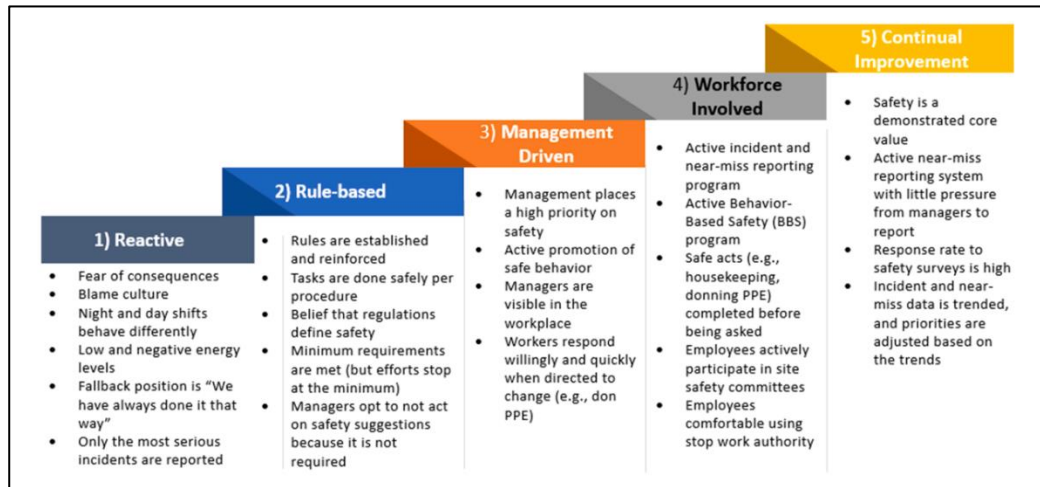 1) Reactive
• Fear of consequences
• Blame culture
• Night and day shifts
behave differently
• Low and negative energy
levels
• Fallback position is “We
have always done it that
way”
• Only the most serious
incidents are reported
2) Rule-based
• Rules are established
and reinforced
• Tasks are done safely per
procedure
• Belief that regulations
define safety
• Minimum requirements
are met (but efforts stop
at the minimum)
• Managers opt to not act
on safety suggestions
because it is not
required
3) Management
Driven
• Management places
a high priority on
safety
• Active promotion of
safe behavior
• Managers are
visible in the
workplace
• Workers respond
willingly and quickly
when directed to
change (e.g., don
PPE)
4) Workforce
Involved
• Active incident and
near-miss reporting
program
• Active Behavior-
Based Safety (BBS)
program
• Safe acts (e.g.,
housekeeping,
donning PPE)
completed before
being asked
• Employees actively
participate in site
safety committees
• Employees
comfortable using
stop work authority
5) Continual
Improvement
• Safety is a
demonstrated core
value
• Active near-miss
reporting system
with little pressure
from managers to
report
• Response rate to
safety surveys is high
• Incident and near-
miss data is trended,
and priorities are
adjusted based on
the trends